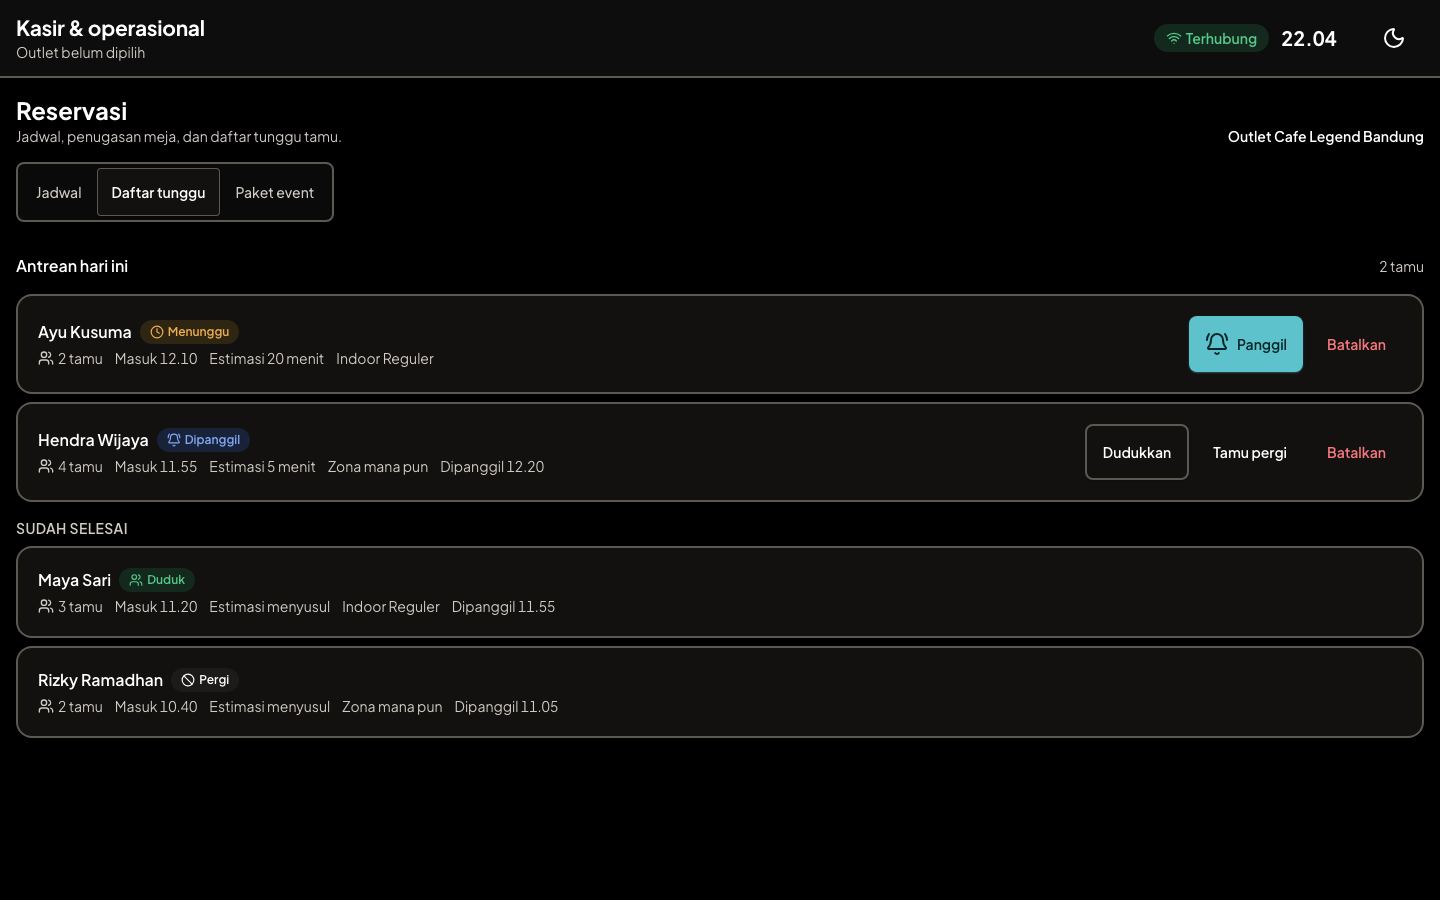 Kasir & operasional
Outlet belum dipilih
Terhubung
22.04
Reservasi
Jadwal, penugasan meja, dan daftar tunggu tamu.
Outlet Cafe Legend Bandung
Jadwal
Daftar tunggu
Paket event
Antrean hari ini
2 tamu
Ayu Kusuma
Menunggu
2 tamu Masuk 12.10 Estimasi 20 menit Indoor Reguler
Panggil
Batalkan
Hendra Wijaya
Dipanggil
4 tamu Masuk 11.55 Estimasi 5 menit Zona mana pun Dipanggil 12.20
Dudukkan
Tamu pergi
Batalkan
SUDAH SELESAI
Maya Sari
Duduk
3 tamu Masuk 11.20 Estimasi menyusul Indoor Reguler Dipanggil 11.55
Rizky Ramadhan
Pergi
2 tamu Masuk 10.40 Estimasi menyusul Zona mana pun Dipanggil 11.05